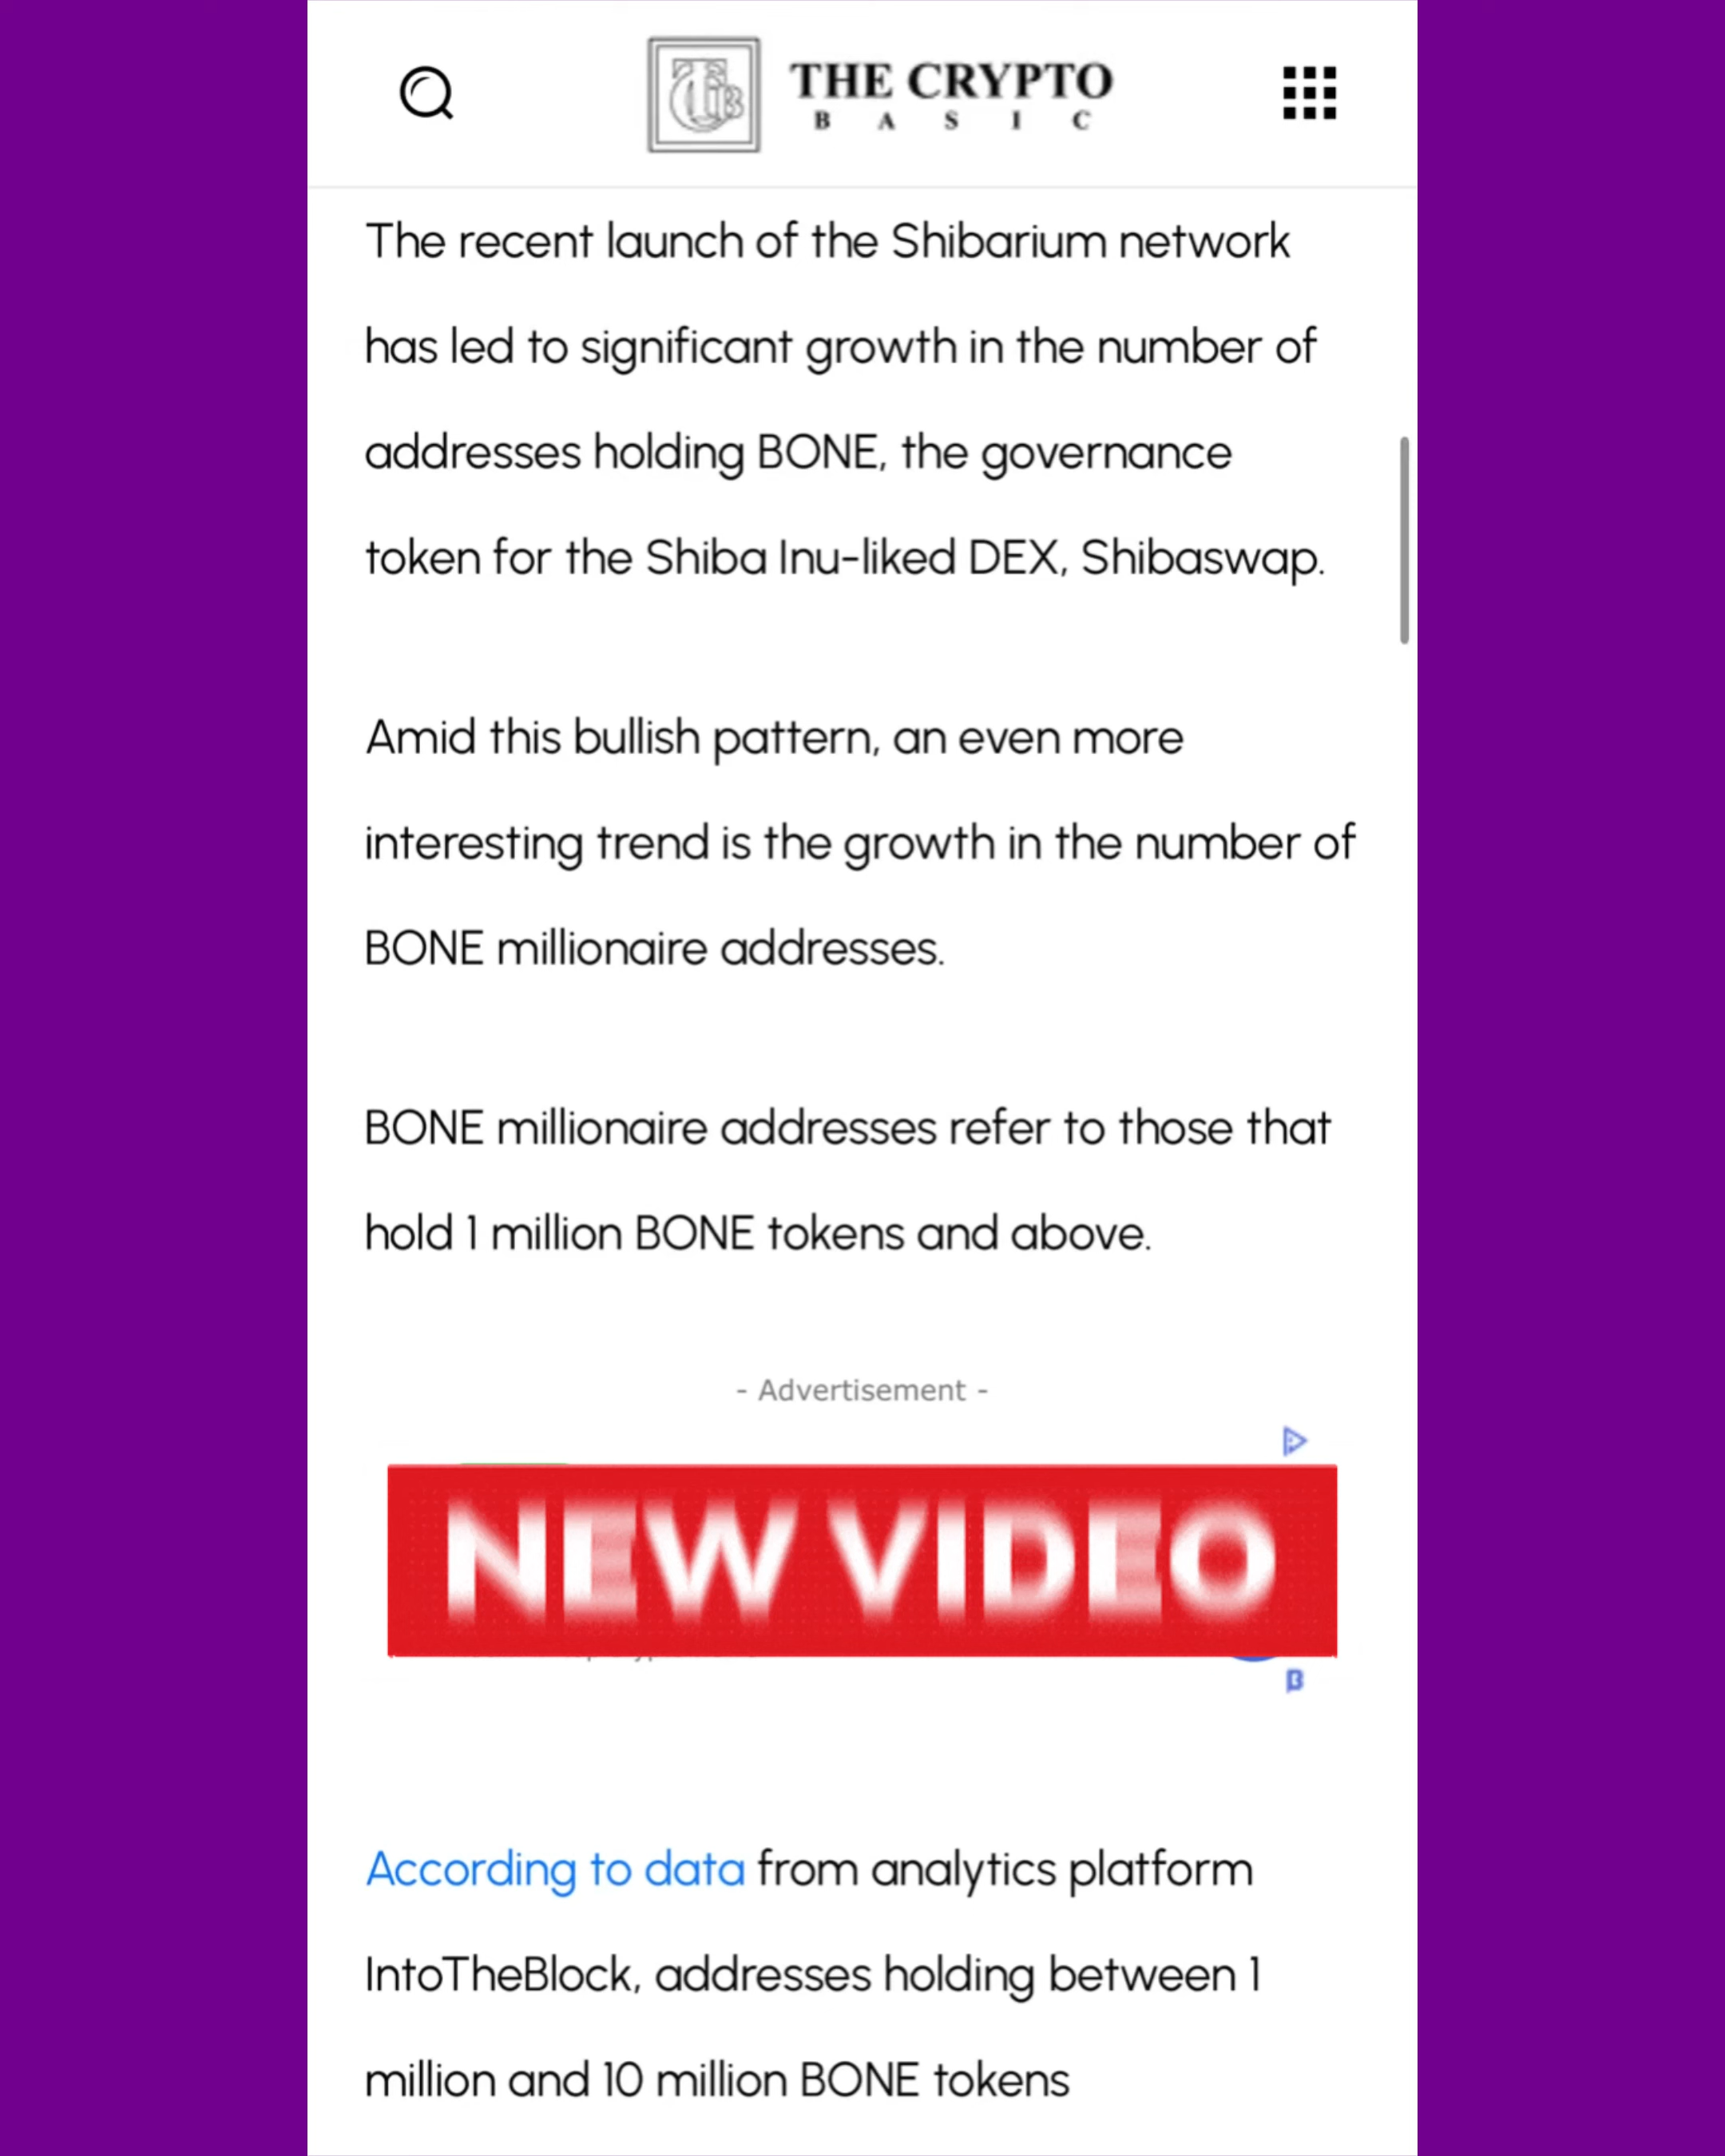 THE CRYPTO
BASIC
The recent launch of the Shibarium network
has led to significant growth in the number of
addresses holding BONE, the governance
token for the Shiba Inu-liked DEX, Shibaswap.
Amid this bullish pattern, an even more
interesting trend is the growth in the number of
BONE millionaire addresses.
BONE millionaire addresses refer to those that
hold 1 million BONE tokens and above.
- Advertisement -
NEW VIDEO
According to data from analytics platform
IntoTheBlock, addresses holding between 1
million and 10 million BONE tokens